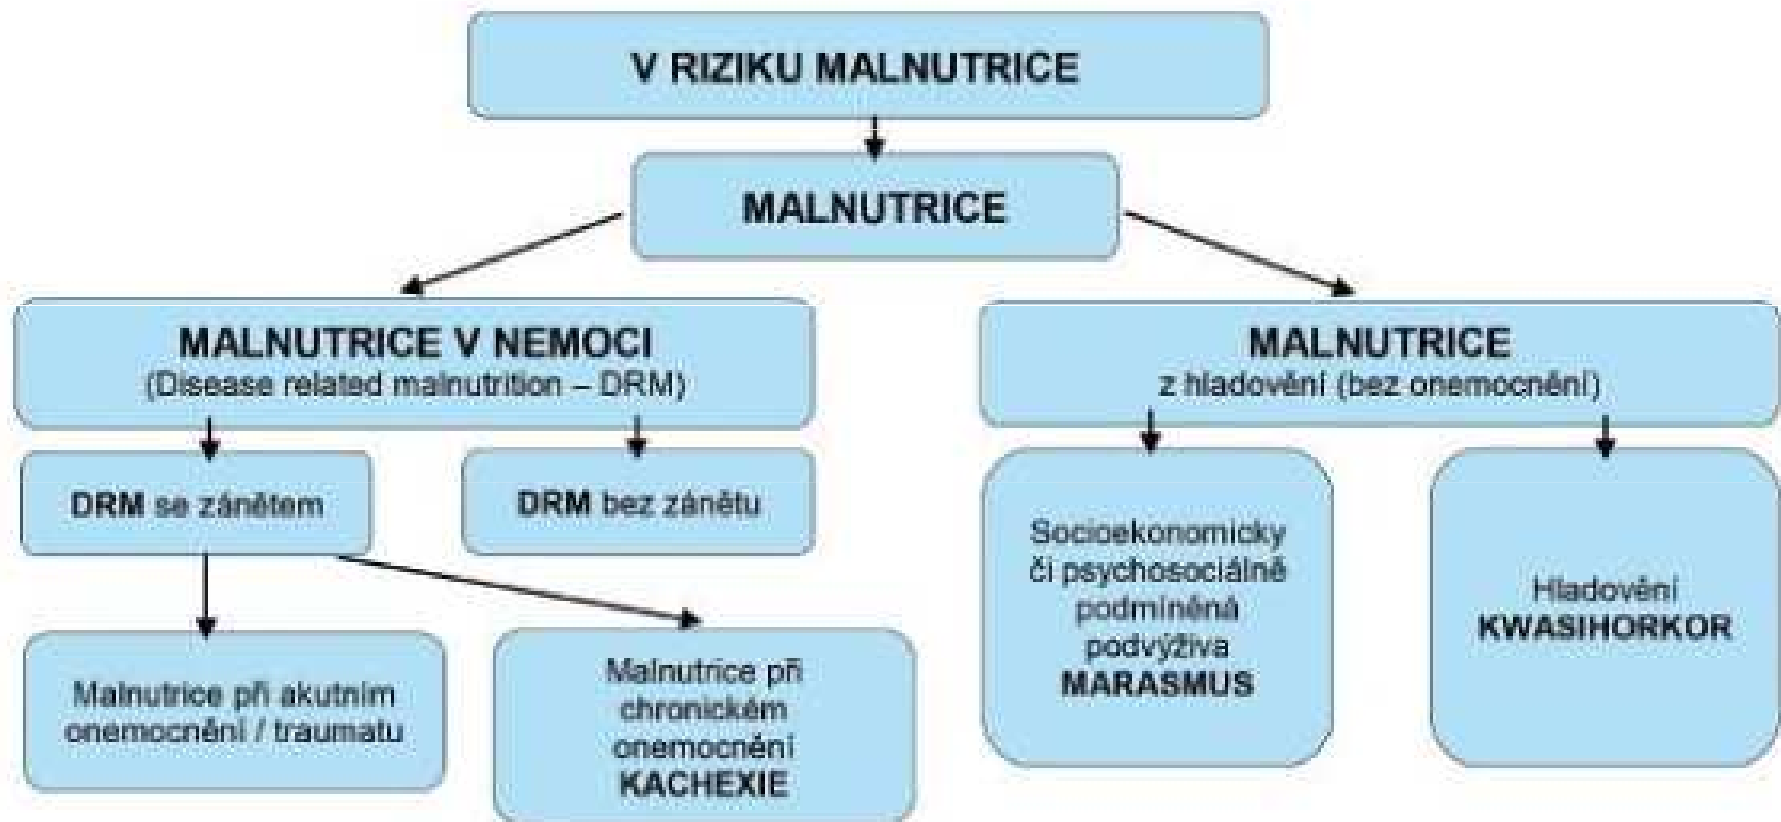 V RIZIKU MALNUTRICE
MALNUTRICE
MALNUTRICE V NEMOCI
(Disease related malnutrition – DRM)
MALNUTRICE
z hladovění (bez onemocnění)
DRM se zánětem
DRM bez zánětu
Socioekonomicky
či psychosociálně
podmíněná
podvýživa
MARASMUS
Hladovění
KWASIHORKOR
Malnutrice při akutním
onemocnění / traumatu
Malnutrice při
chronickém
onemocnění
KACHEXIE